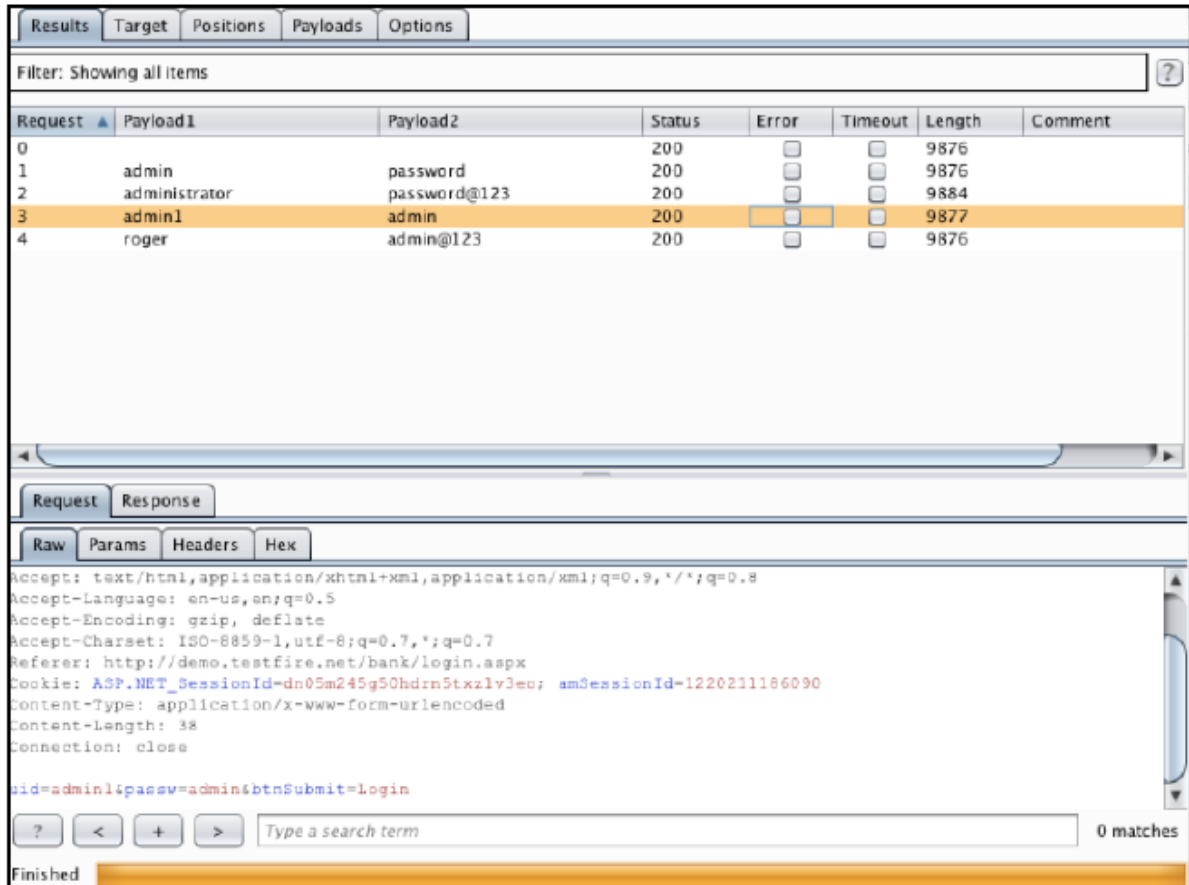 Results Target Positions Payloads Options
Filter: Showing all items ?
Request Payload1 Payload2 Status Error Timeout Length Comment
0 200 9876
1 admin password 200 9876
2 administrator password@123 200 9884
3 admin1 admin 200 9877
4 roger admin@123 200 9876
Request Response
Raw Params Headers Hex
Accept: text/html,application/xhtml+xml,application/xml;q=0.9,*/*;q=0.8
Accept-Language: en-us,en;q=0.5
Accept-Encoding: gzip, deflate
Accept-Charset: ISO-8859-1,utf-8;q=0.7,*;q=0.7
Referer: http://demo.testfire.net/bank/login.aspx
Cookie: ASP.NET_SessionId=dn05m245g50hdrn5txzlv3eo; amSessionId=1220211186090
Content-Type: application/x-www-form-urlencoded
Content-Length: 38
Connection: close
uid=admin1&passw=admin&btnSubmit=Login
? < + > Type a search term 0 matches
Finished